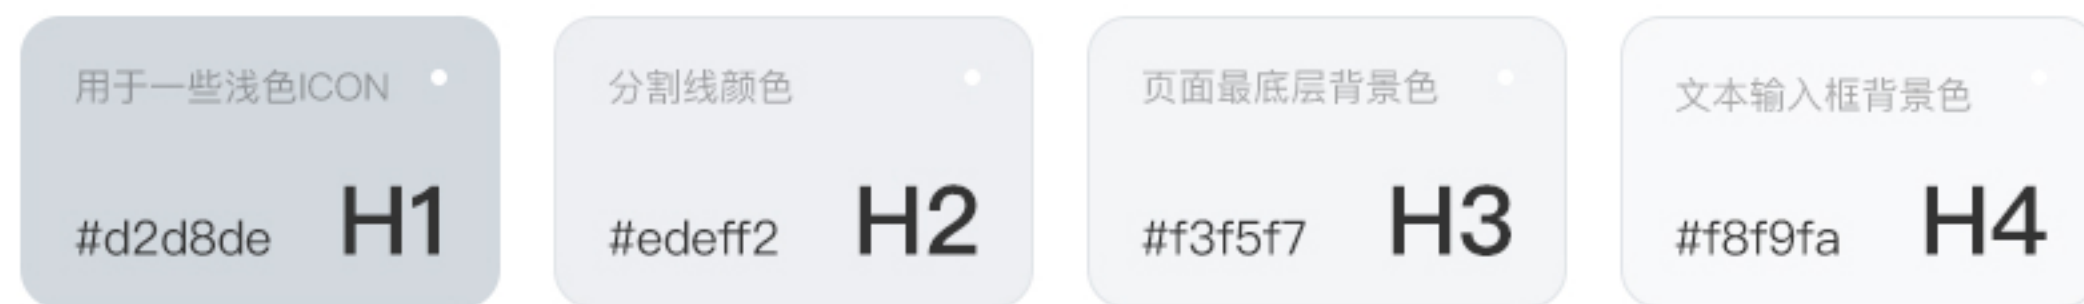 用于一些浅色ICON
#d2d8de H1
分割线颜色
#edeff2 H2
页面最底层背景色
#f3f5f7 H3
文本输入框背景色
#f8f9fa H4